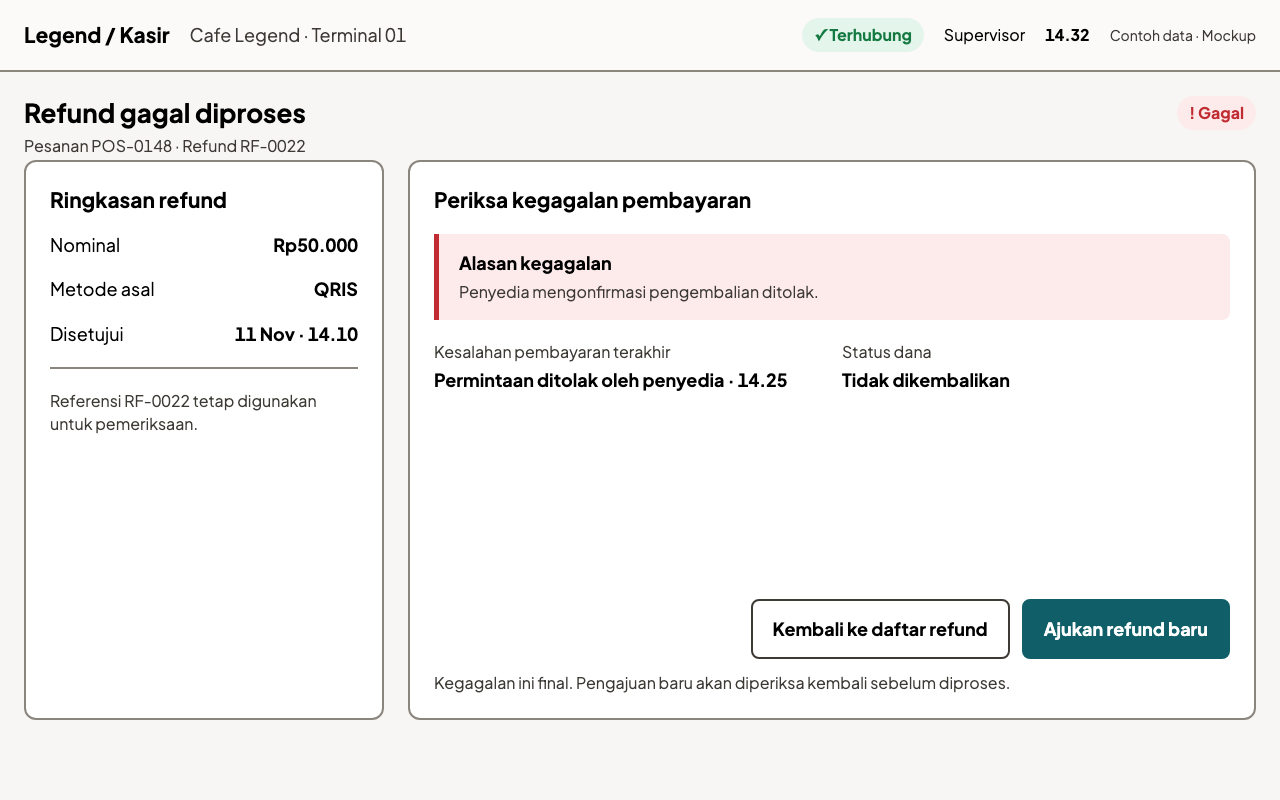 Legend / Kasir
Cafe Legend · Terminal 01
✓Terhubung
Supervisor
14.32
Contoh data · Mockup
Refund gagal diproses
! Gagal
Pesanan POS-0148 · Refund RF-0022
Ringkasan refund
Nominal Rp50.000
Metode asal QRIS
Disetujui 11 Nov · 14.10
Referensi RF-0022 tetap digunakan
untuk pemeriksaan.
Periksa kegagalan pembayaran
Alasan kegagalan
Penyedia mengonfirmasi pengembalian ditolak.
Kesalahan pembayaran terakhir
Permintaan ditolak oleh penyedia · 14.25
Status dana
Tidak dikembalikan
Kembali ke daftar refund
Ajukan refund baru
Kegagalan ini final. Pengajuan baru akan diperiksa kembali sebelum diproses.